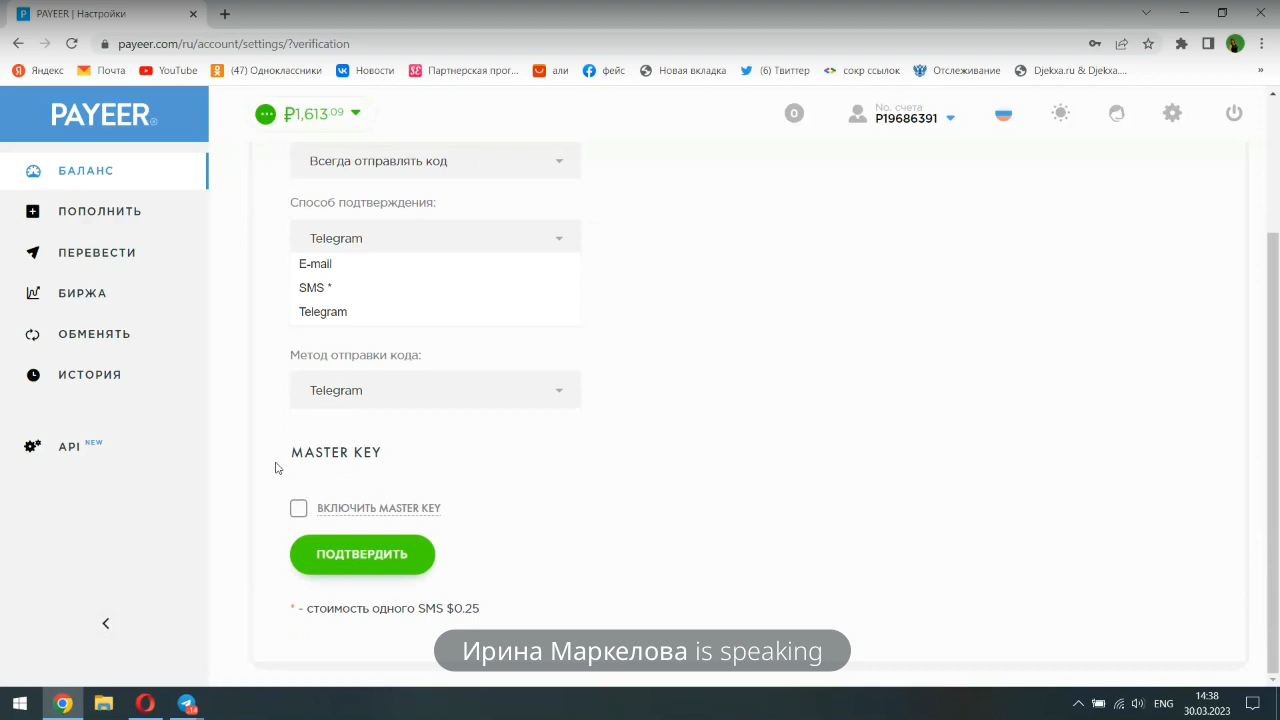 PAYEER | Настройки
payeer.com/ru/account/settings/?verification
Яндекс
Почта
YouTube
(47) Одноклассники
Новости
Партнерская прог...
али
фейс
Новая вкладка
(6) Твиттер
сокр ссылок
Отслеживание
Djekxa.ru & Djekxa....
»
PAYEER®
₽1,613.09
0
No. счета
P19686391
БАЛАНС
ПОПОЛНИТЬ
ПЕРЕВЕСТИ
БИРЖА
ОБМЕНЯТЬ
ИСТОРИЯ
API NEW
Всегда отправлять код
Способ подтверждения:
Telegram
E-mail
SMS *
Telegram
Метод отправки кода:
Telegram
MASTER KEY
ВКЛЮЧИТЬ MASTER KEY
ПОДТВЕРДИТЬ
* - стоимость одного SMS $0.25
Ирина Маркелова is speaking
14
ENG
14:38
30.03.2023